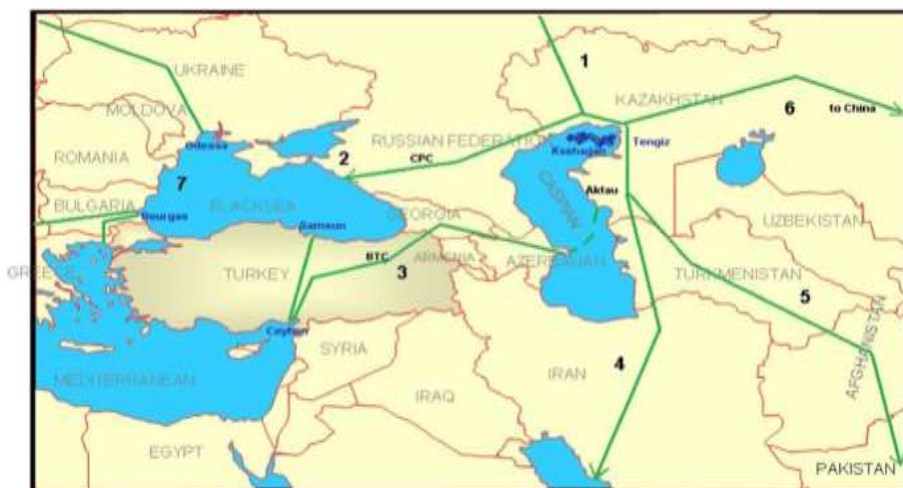 1
UKRAINE
KAZAKHSTAN
6
to China
MOLDOVA
Odessa
RUSSIAN FEDERATION
Kashagan
Tengiz
ROMANIA
2
CPC
7
CASPIAN
Aktau
BULGARIA
Bourgas
BLACKSEA
GEORGIA
UZBEKISTAN
Samsun
GREECE
TURKEY
BTC
3
ARMENIA
AZERBAIJAN
TURKMENISTAN
5
Ceyhan
SYRIA
4
IRAN
AFGHANISTAN
MEDITERRANEAN
IRAQ
EGYPT
PAKISTAN